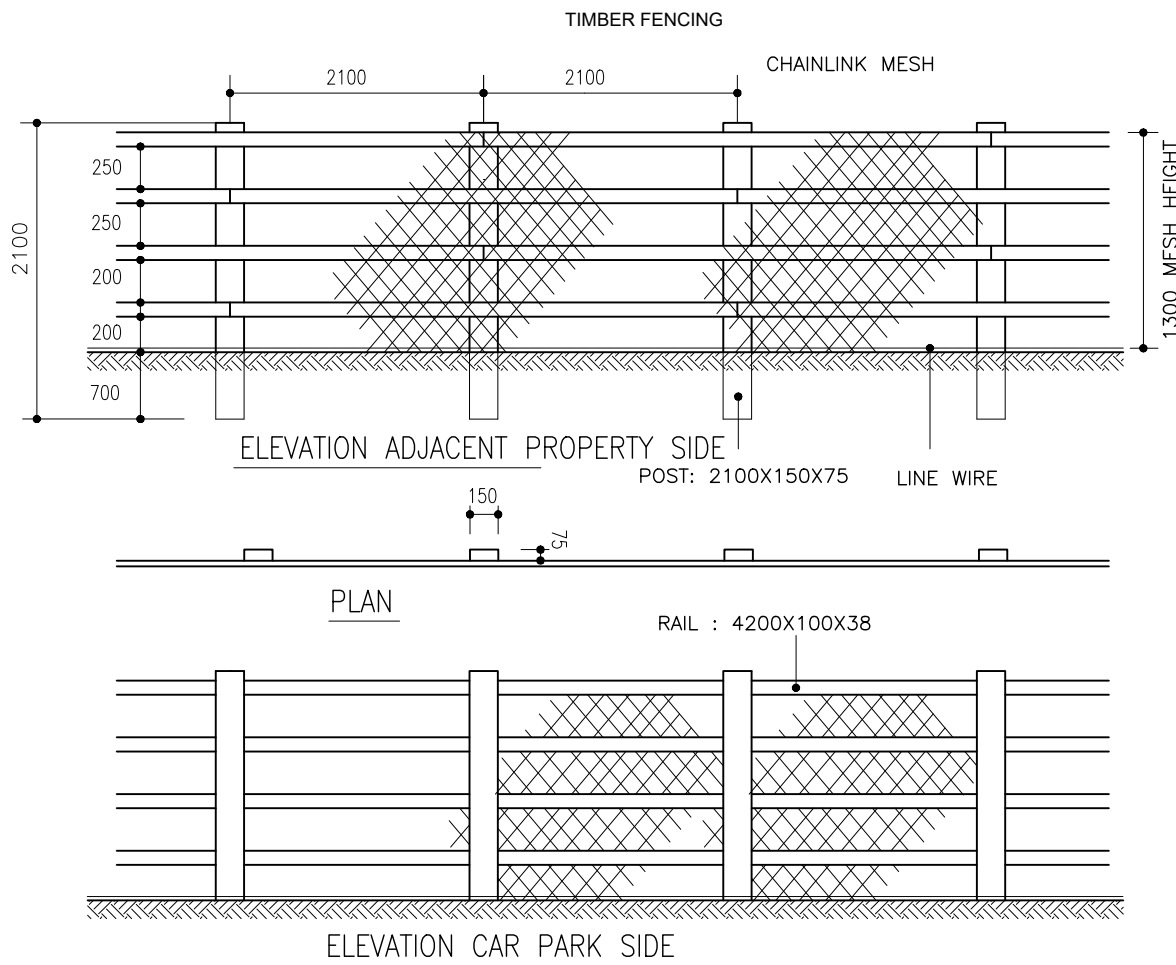 TIMBER FENCING
CHAINLINK MESH
2100
2100
2100
250
250
200
200
700
1300 MESH HEIGHT
ELEVATION ADJACENT PROPERTY SIDE
POST: 2100X150X75
LINE WIRE
150
75
PLAN
RAIL : 4200X100X38
ELEVATION CAR PARK SIDE